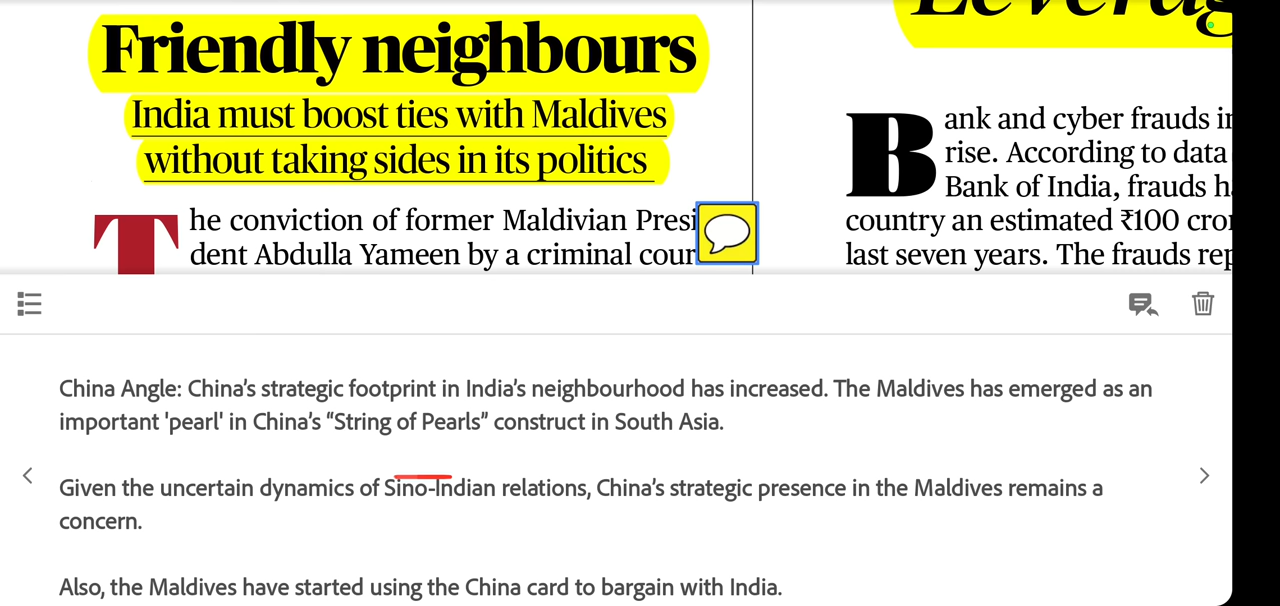 Leverag
Friendly neighbours
India must boost ties with Maldives
without taking sides in its politics
The conviction of former Maldivian Presi
dent Abdulla Yameen by a criminal cour
Bank and cyber frauds in
rise. According to data
Bank of India, frauds h
country an estimated ₹100 cror
last seven years. The frauds rep
China Angle: China's strategic footprint in India's neighbourhood has increased. The Maldives has emerged as an
important 'pearl' in China's “String of Pearls” construct in South Asia.
Given the uncertain dynamics of Sino-Indian relations, China's strategic presence in the Maldives remains a
concern.
Also, the Maldives have started using the China card to bargain with India.